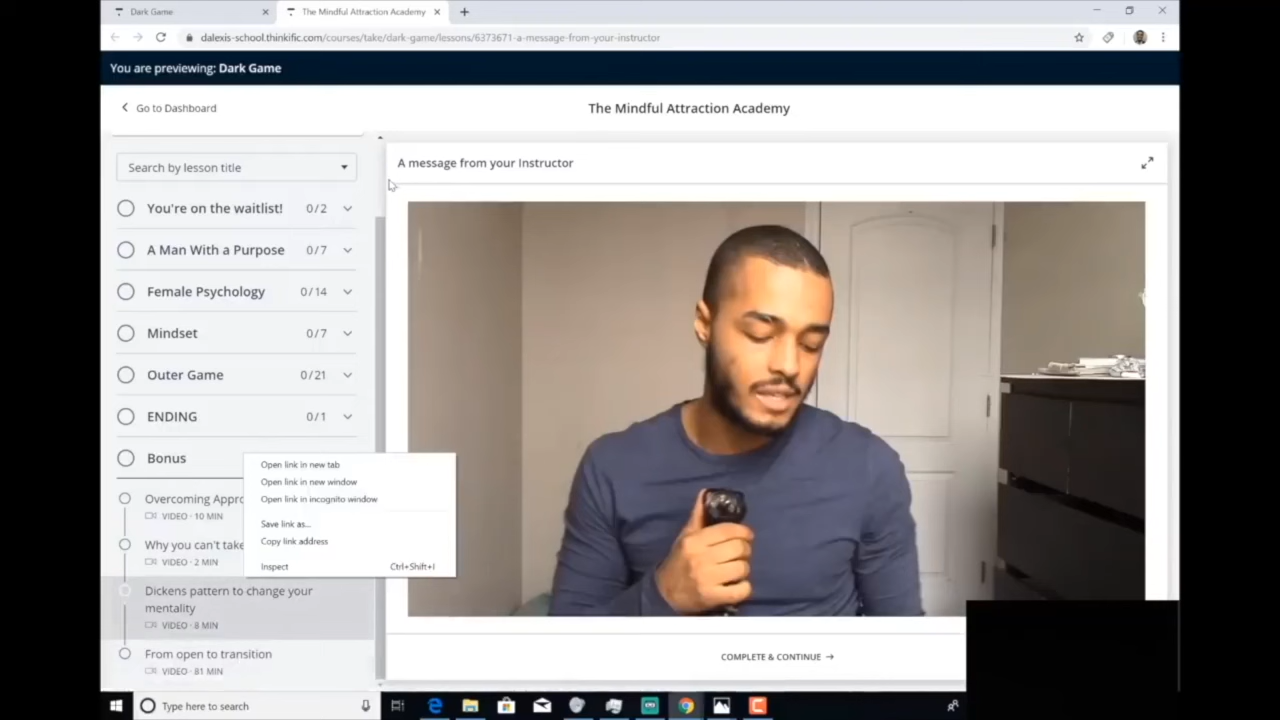 Dark Game
The Mindful Attraction Academy
dalexis-school.thinkific.com/courses/take/dark-game/lessons/6373671-a-message-from-your-instructor
You are previewing: Dark Game
Go to Dashboard
The Mindful Attraction Academy
Search by lesson title
A message from your Instructor
You're on the waitlist! 0/2
A Man With a Purpose 0/7
Female Psychology 0/14
Mindset 0/7
Outer Game 0/21
ENDING 0/1
Bonus
Open link in new tab
Open link in new window
Open link in incognito window
Save link as...
Copy link address
Inspect Ctrl+Shift+I
Overcoming Appro
VIDEO · 10 MIN
Why you can't take
VIDEO · 2 MIN
Dickens pattern to change your
mentality
VIDEO · 8 MIN
From open to transition
VIDEO · 81 MIN
COMPLETE & CONTINUE →
Type here to search